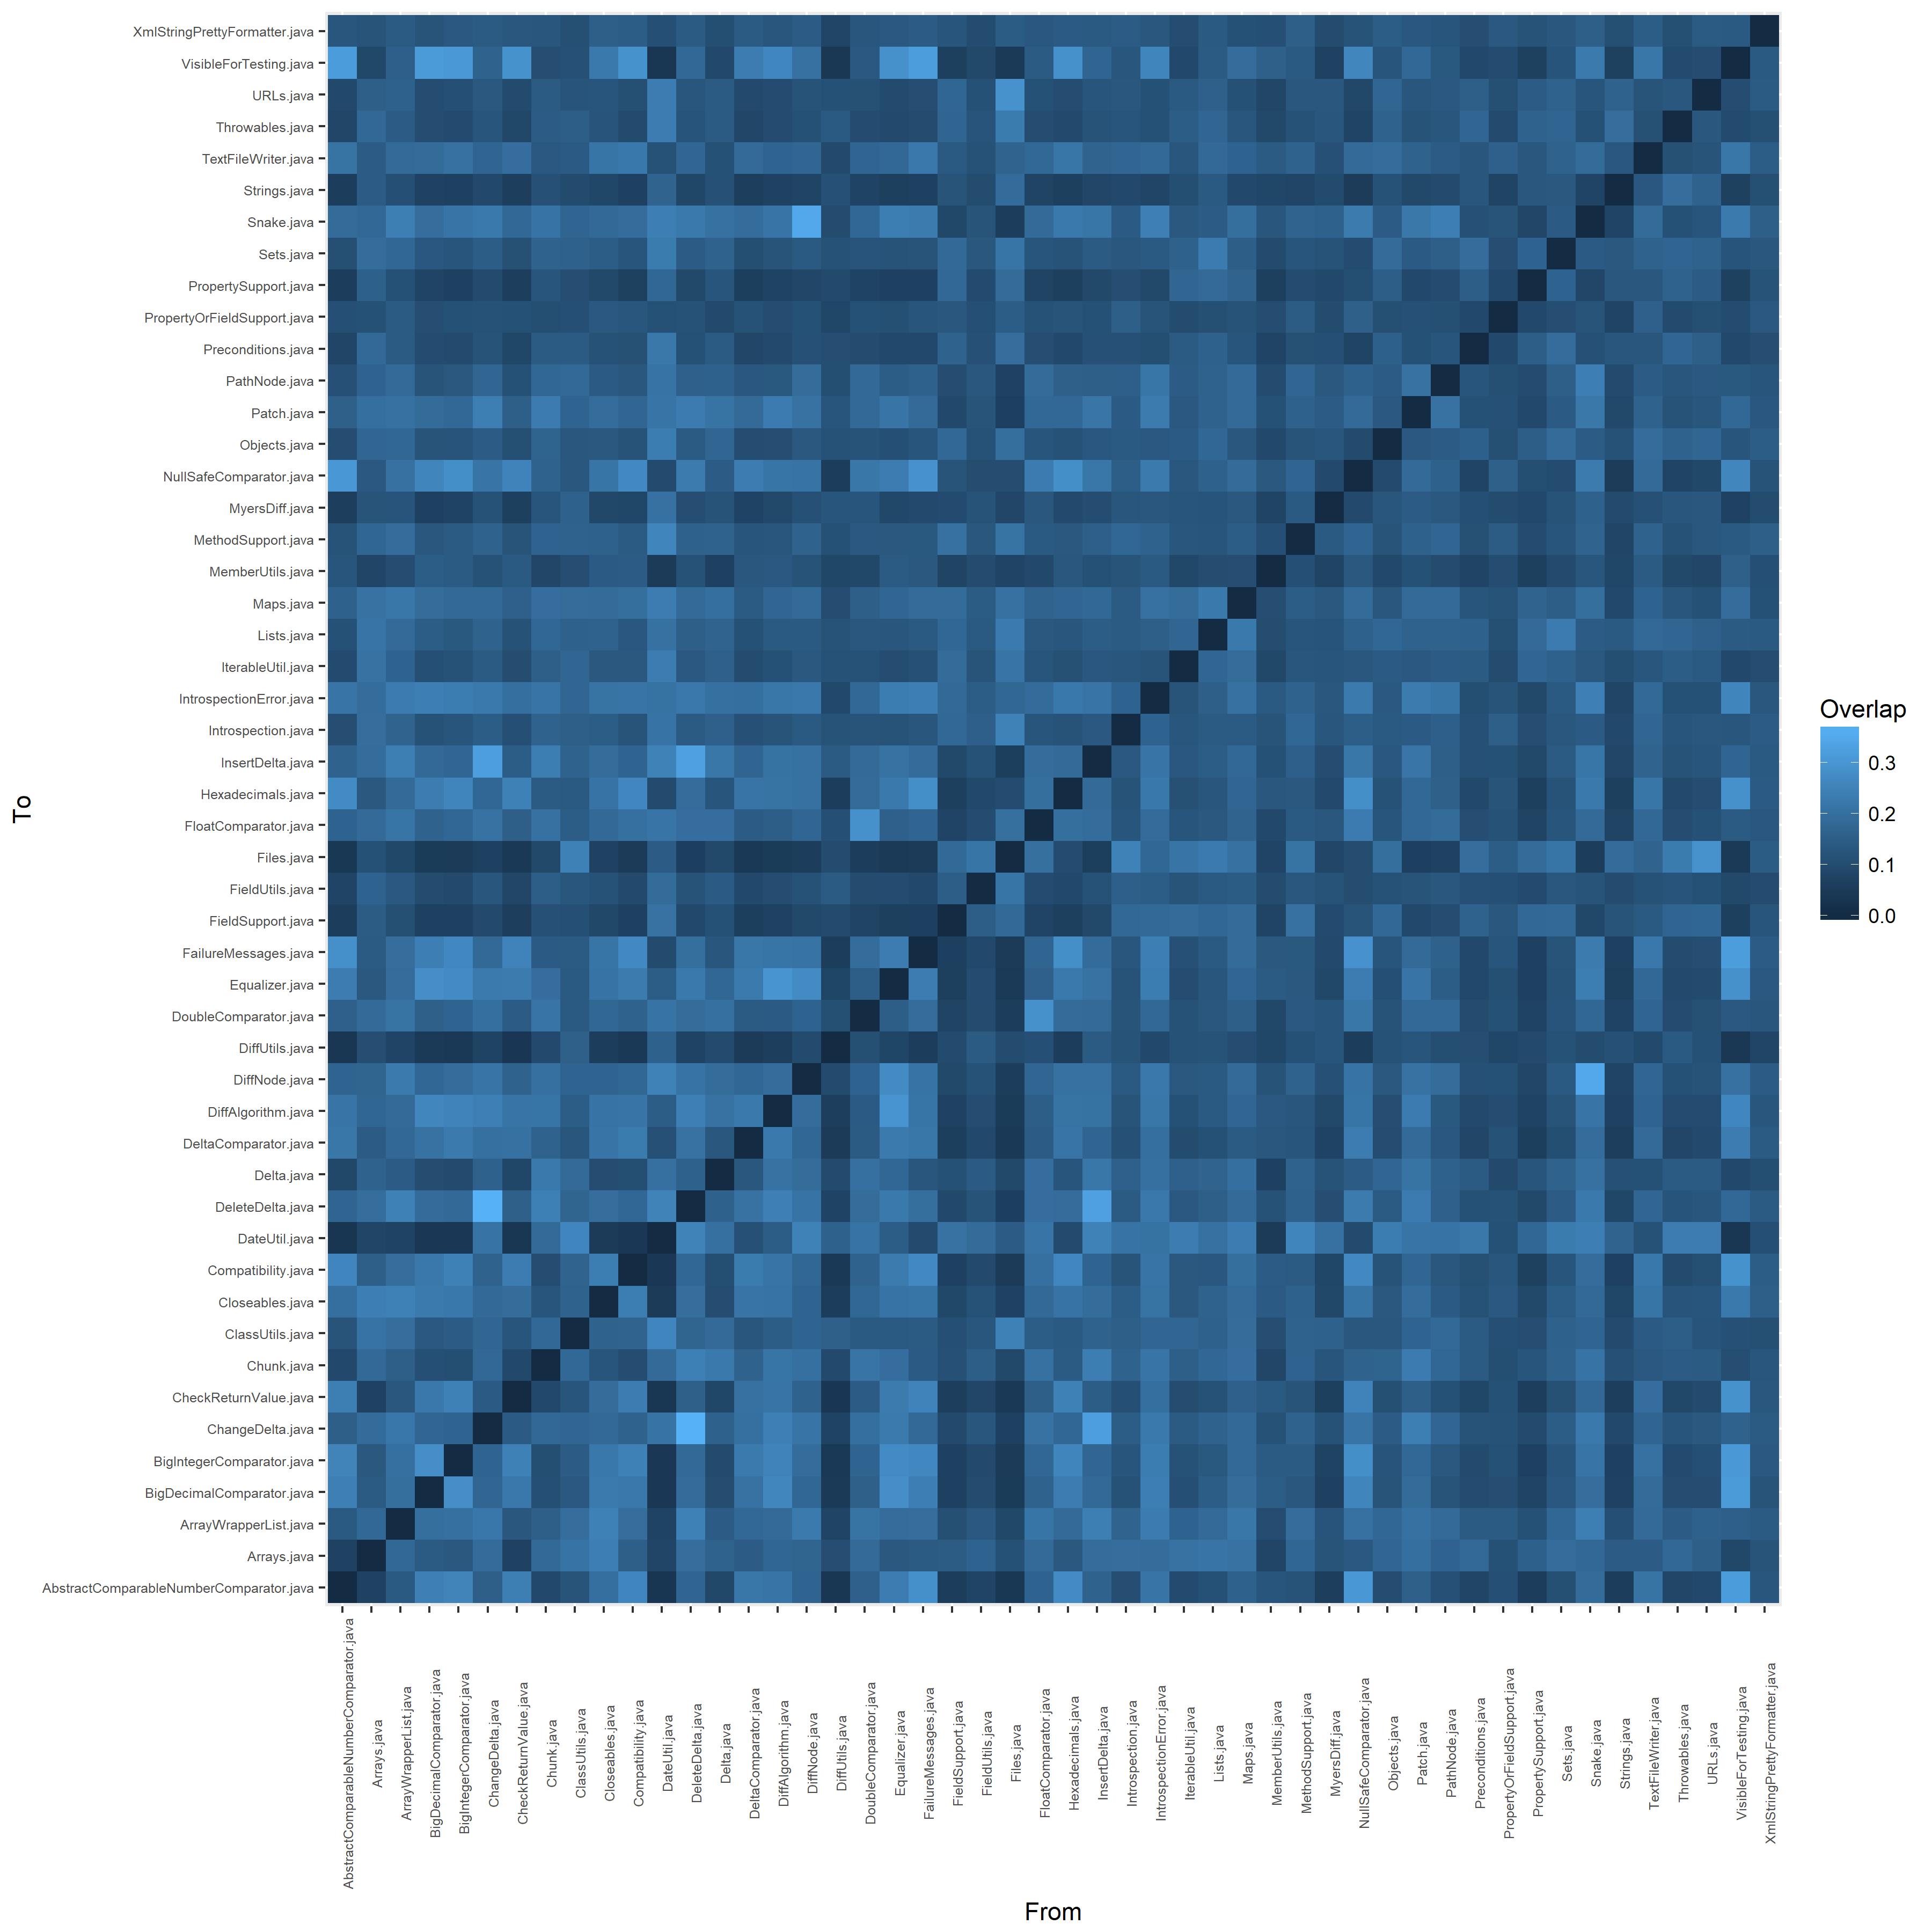 XmlStringPrettyFormatter.java
VisibleForTesting.java
URLs.java
Throwables.java
TextFileWriter.java
Strings.java
Snake.java
Sets.java
PropertySupport.java
PropertyOrFieldSupport.java
Preconditions.java
PathNode.java
Patch.java
Objects.java
NullSafeComparator.java
MyersDiff.java
MethodSupport.java
MemberUtils.java
Maps.java
Lists.java
IterableUtil.java
IntrospectionError.java
Introspection.java
InsertDelta.java
Hexadecimals.java
FloatComparator.java
Files.java
FieldUtils.java
FieldSupport.java
FailureMessages.java
Equalizer.java
DoubleComparator.java
DiffUtils.java
DiffNode.java
DiffAlgorithm.java
DeltaComparator.java
Delta.java
DeleteDelta.java
DateUtil.java
Compatibility.java
Closeables.java
ClassUtils.java
Chunk.java
CheckReturnValue.java
ChangeDelta.java
BigIntegerComparator.java
BigDecimalComparator.java
ArrayWrapperList.java
Arrays.java
AbstractComparableNumberComparator.java
To
AbstractComparableNumberComparator.java
Arrays.java
ArrayWrapperList.java
BigDecimalComparator.java
BigIntegerComparator.java
ChangeDelta.java
CheckReturnValue.java
Chunk.java
ClassUtils.java
Closeables.java
Compatibility.java
DateUtil.java
DeleteDelta.java
Delta.java
DeltaComparator.java
DiffAlgorithm.java
DiffNode.java
DiffUtils.java
DoubleComparator.java
Equalizer.java
FailureMessages.java
FieldSupport.java
FieldUtils.java
Files.java
FloatComparator.java
Hexadecimals.java
InsertDelta.java
Introspection.java
IntrospectionError.java
IterableUtil.java
Lists.java
Maps.java
MemberUtils.java
MethodSupport.java
MyersDiff.java
NullSafeComparator.java
Objects.java
Patch.java
PathNode.java
Preconditions.java
PropertyOrFieldSupport.java
PropertySupport.java
Sets.java
Snake.java
Strings.java
TextFileWriter.java
Throwables.java
URLs.java
VisibleForTesting.java
XmlStringPrettyFormatter.java
From
Overlap
0.3
0.2
0.1
0.0